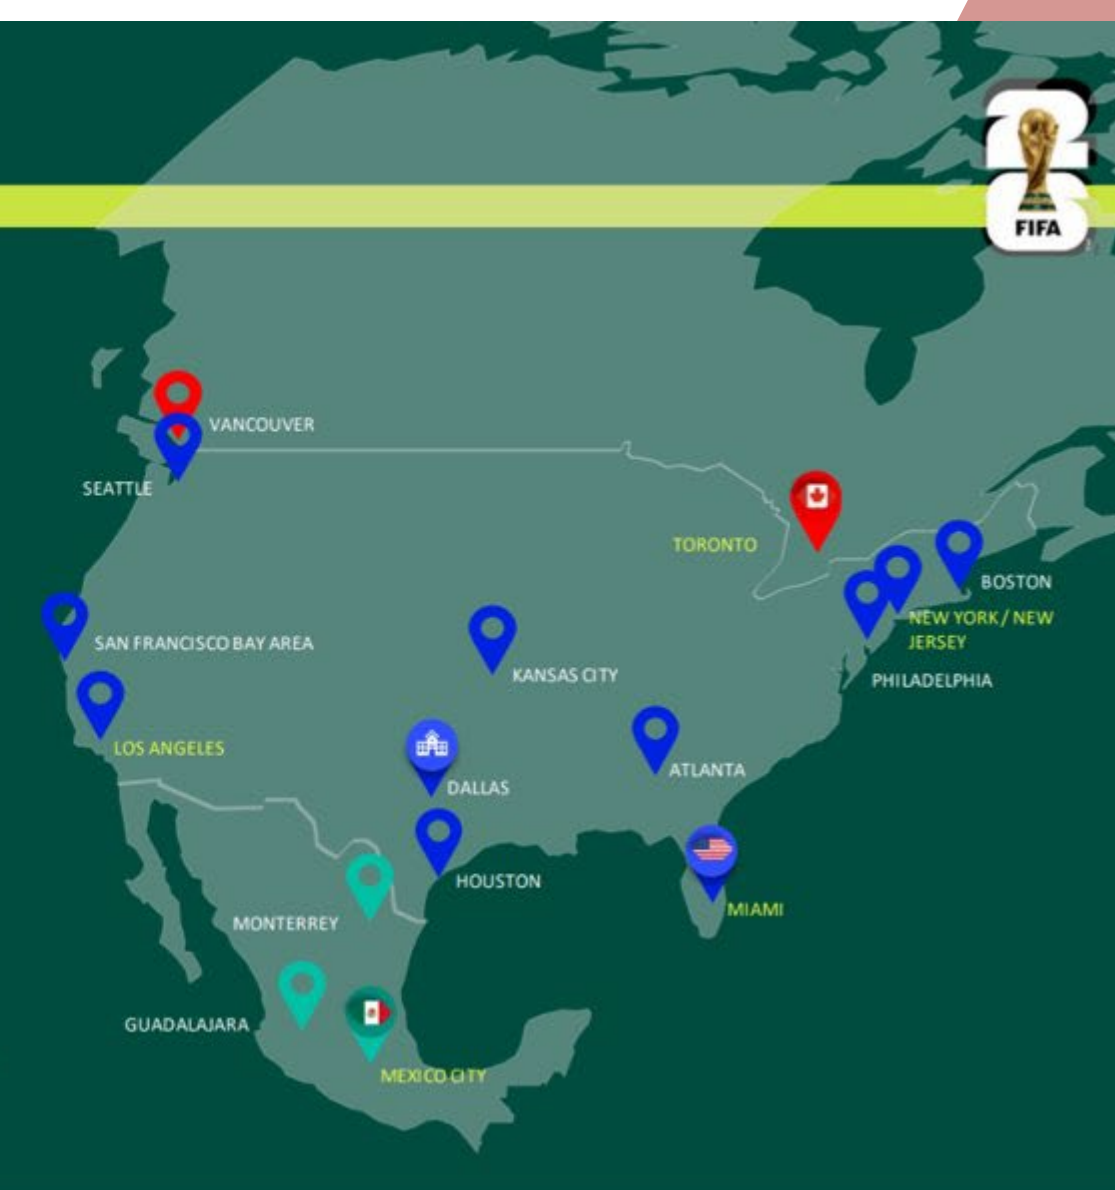 FIFA
VANCOUVER
SEATTLE
TORONTO
BOSTON
NEW YORK / NEW
JERSEY
SAN FRANCISCO BAY AREA
KANSAS CITY
PHILADELPHIA
LOS ANGELES
ATLANTA
DALLAS
HOUSTON
MIAMI
MONTERREY
GUADALAJARA
MEXICO CITY